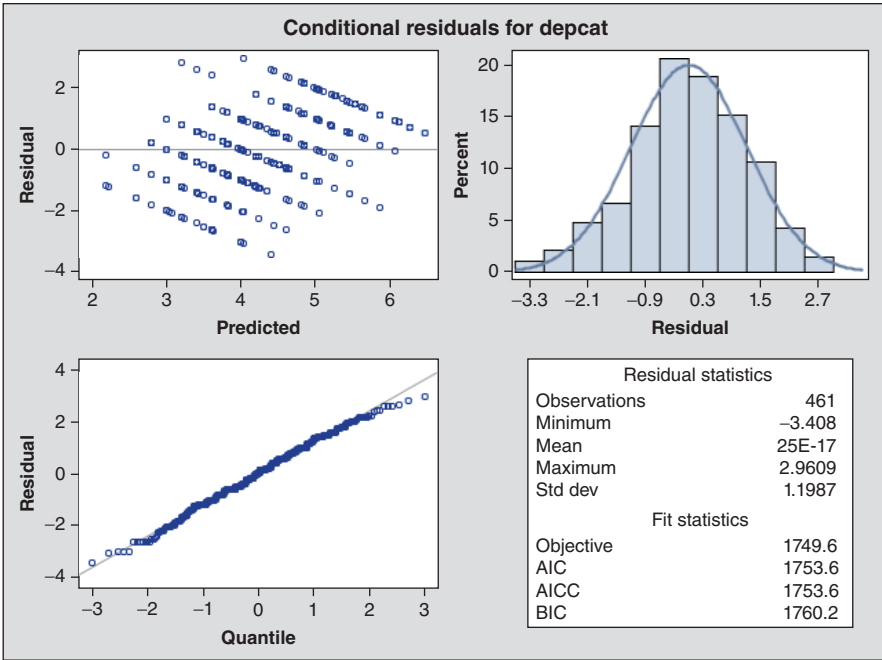 Conditional residuals for depcat
2
0
−2
−4
Residual
2 3 4 5 6
Predicted
20
15
10
5
0
Percent
−3.3 −2.1 −0.9 0.3 1.5 2.7
Residual
4
2
0
−2
−4
Residual
−3 −2 −1 0 1 2 3
Quantile
Residual statistics
Observations 461
Minimum −3.408
Mean 25E-17
Maximum 2.9609
Std dev 1.1987
Fit statistics
Objective 1749.6
AIC 1753.6
AICC 1753.6
BIC 1760.2